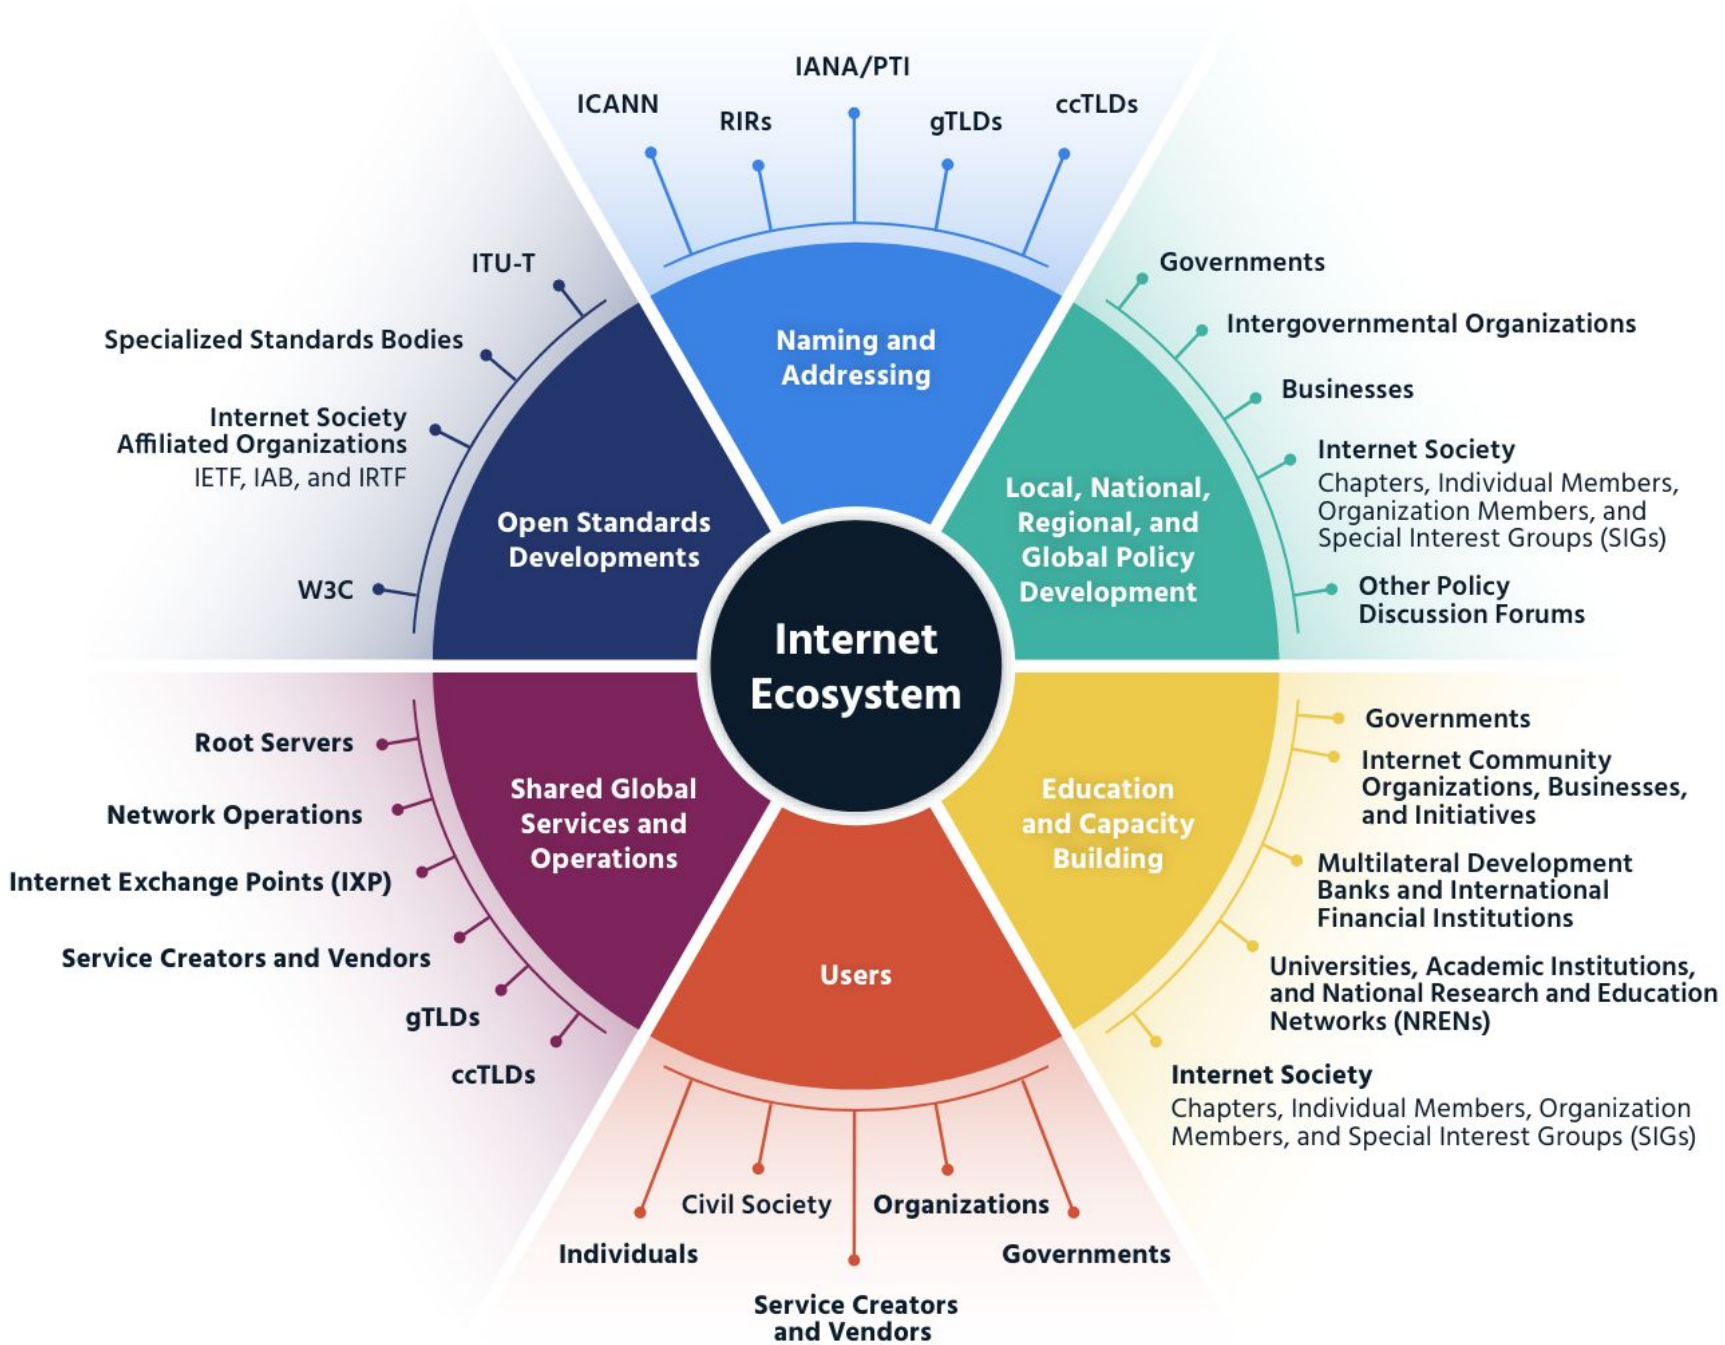 IANA/PTI
ICANN
RIRs
gTLDs
ccTLDs
Naming and
Addressing
Governments
Intergovernmental Organizations
Businesses
Internet Society
Chapters, Individual Members,
Organization Members, and
Special Interest Groups (SIGs)
Other Policy
Discussion Forums
Local, National,
Regional, and
Global Policy
Development
ITU-T
Specialized Standards Bodies
Internet Society
Affiliated Organizations
IETF, IAB, and IRTF
W3C
Open Standards
Developments
Internet
Ecosystem
Root Servers
Network Operations
Internet Exchange Points (IXP)
Service Creators and Vendors
gTLDs
ccTLDs
Shared Global
Services and
Operations
Governments
Internet Community
Organizations, Businesses,
and Initiatives
Multilateral Development
Banks and International
Financial Institutions
Universities, Academic Institutions,
and National Research and Education
Networks (NRENs)
Internet Society
Chapters, Individual Members, Organization
Members, and Special Interest Groups (SIGs)
Education
and Capacity
Building
Users
Individuals
Civil Society
Service Creators
and Vendors
Organizations
Governments